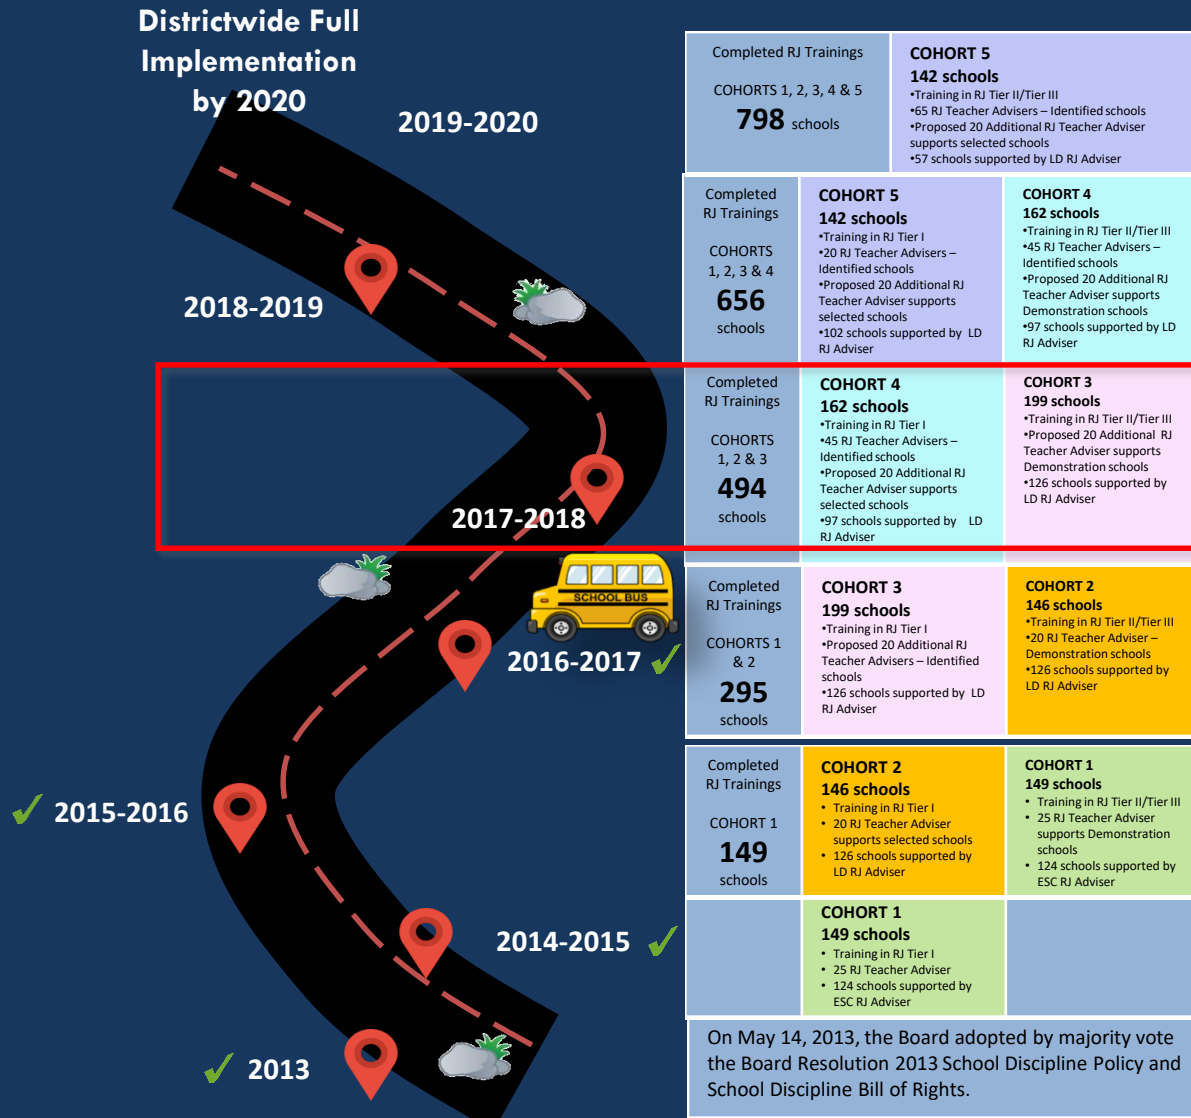 Districtwide Full
Implementation
by 2020
2019-2020
Completed RJ Trainings
COHORTS 1, 2, 3, 4 & 5
798 schools
COHORT 5
142 schools
•Training in RJ Tier II/Tier III
•65 RJ Teacher Advisers – Identified schools
•Proposed 20 Additional RJ Teacher Adviser
supports selected schools
•57 schools supported by LD RJ Adviser
2018-2019
Completed
RJ Trainings
COHORTS
1, 2, 3 & 4
656
schools
COHORT 5
142 schools
•Training in RJ Tier I
•20 RJ Teacher Advisers –
Identified schools
•Proposed 20 Additional RJ
Teacher Adviser supports
selected schools
•102 schools supported by LD
RJ Adviser
COHORT 4
162 schools
•Training in RJ Tier II/Tier III
•45 RJ Teacher Advisers –
Identified schools
•Proposed 20 Additional RJ
Teacher Adviser supports
Demonstration schools
•97 schools supported by LD
RJ Adviser
2017-2018
Completed
RJ Trainings
COHORTS
1, 2 & 3
494
schools
COHORT 4
162 schools
•Training in RJ Tier I
•45 RJ Teacher Advisers –
Identified schools
•Proposed 20 Additional RJ
Teacher Adviser supports
selected schools
•97 schools supported by LD
RJ Adviser
COHORT 3
199 schools
•Training in RJ Tier II/Tier III
•Proposed 20 Additional RJ
Teacher Adviser supports
Demonstration schools
•126 schools supported by
LD RJ Adviser
SCHOOL BUS
2016-2017
Completed
RJ Trainings
COHORTS 1
& 2
295
schools
COHORT 3
199 schools
•Training in RJ Tier I
•Proposed 20 Additional RJ
Teacher Advisers – Identified
schools
•126 schools supported by LD
RJ Adviser
COHORT 2
146 schools
•Training in RJ Tier II/Tier III
•20 RJ Teacher Adviser –
Demonstration schools
•126 schools supported by
LD RJ Adviser
2015-2016
Completed
RJ Trainings
COHORT 1
149
schools
COHORT 2
146 schools
• Training in RJ Tier I
• 20 RJ Teacher Adviser
supports selected schools
• 126 schools supported by
LD RJ Adviser
COHORT 1
149 schools
• Training in RJ Tier II/Tier III
• 25 RJ Teacher Adviser
supports Demonstration
schools
• 124 schools supported by
ESC RJ Adviser
2014-2015
COHORT 1
149 schools
• Training in RJ Tier I
• 25 RJ Teacher Adviser
• 124 schools supported by
ESC RJ Adviser
2013
On May 14, 2013, the Board adopted by majority vote
the Board Resolution 2013 School Discipline Policy and
School Discipline Bill of Rights.